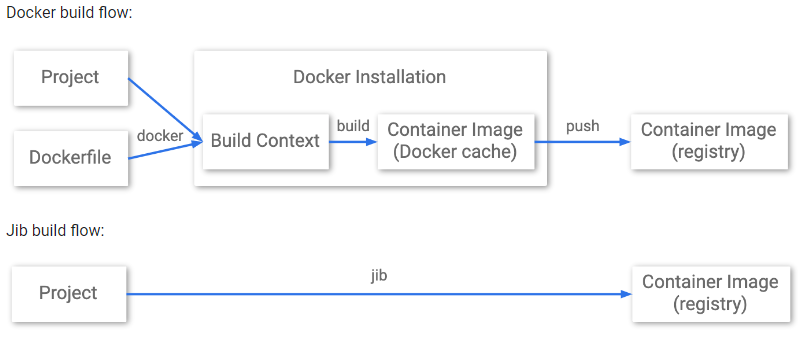 Docker build flow:
Project
Docker Installation
Dockerfile
docker
Build Context
build
Container Image
(Docker cache)
push
Container Image
(registry)
Jib build flow:
Project
jib
Container Image
(registry)